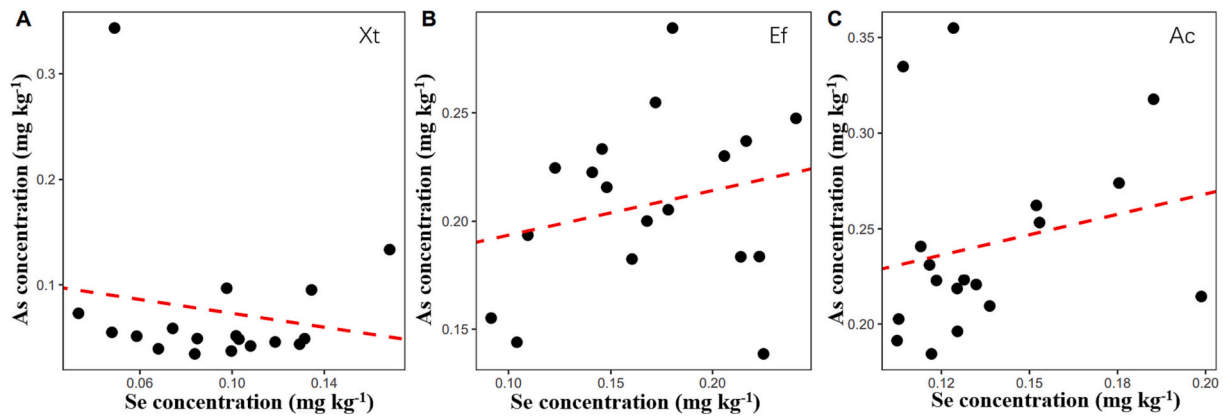 A
Xt
As concentration (mg kg⁻¹)
0.3
0.2
0.1
0.06
0.10
0.14
Se concentration (mg kg⁻¹)
B
Ef
As concentration (mg kg⁻¹)
0.25
0.20
0.15
0.10
0.15
0.20
Se concentration (mg kg⁻¹)
C
Ac
As concentration (mg kg⁻¹)
0.35
0.30
0.25
0.20
0.12
0.15
0.18
0.20
Se concentration (mg kg⁻¹)